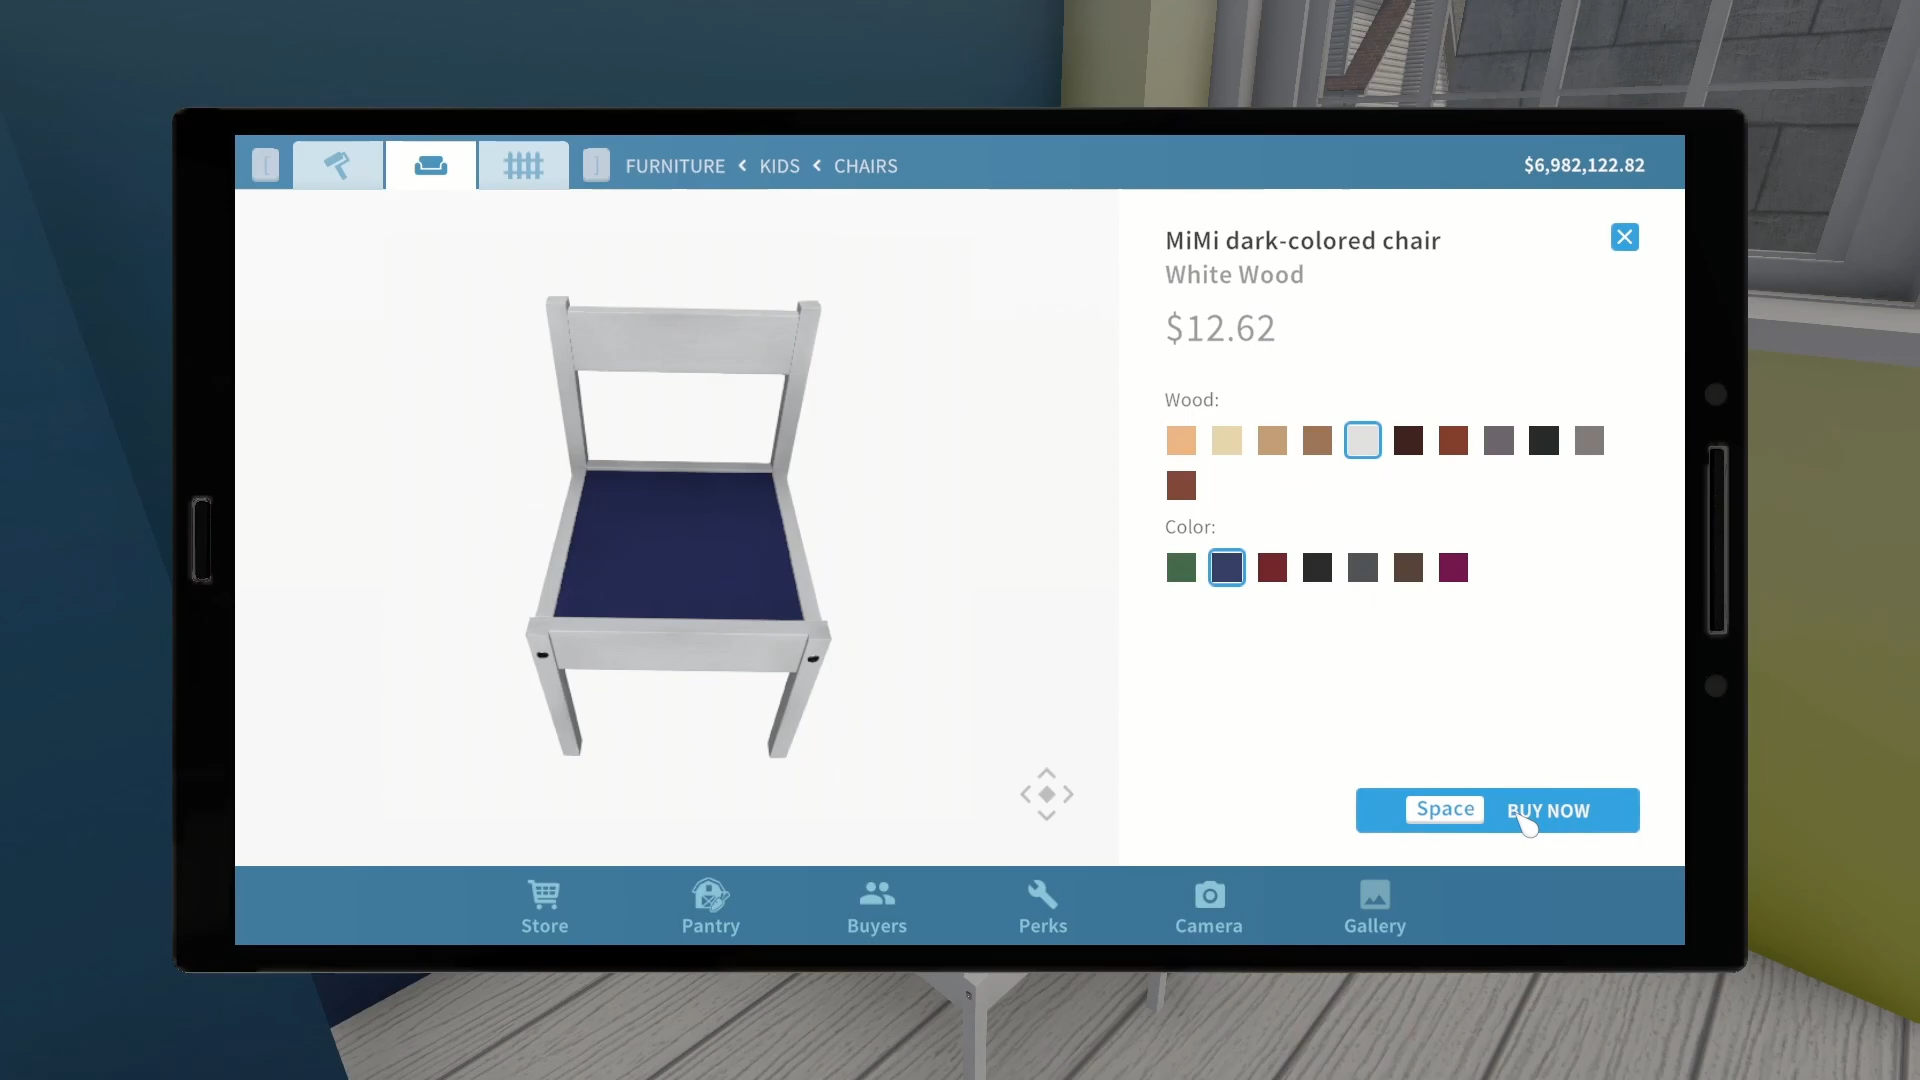 [
]
FURNITURE < KIDS < CHAIRS
$6,982,122.82
MiMi dark-colored chair
White Wood
$12.62
Wood:
Color:
Space BUY NOW
Store
Pantry
Buyers
Perks
Camera
Gallery